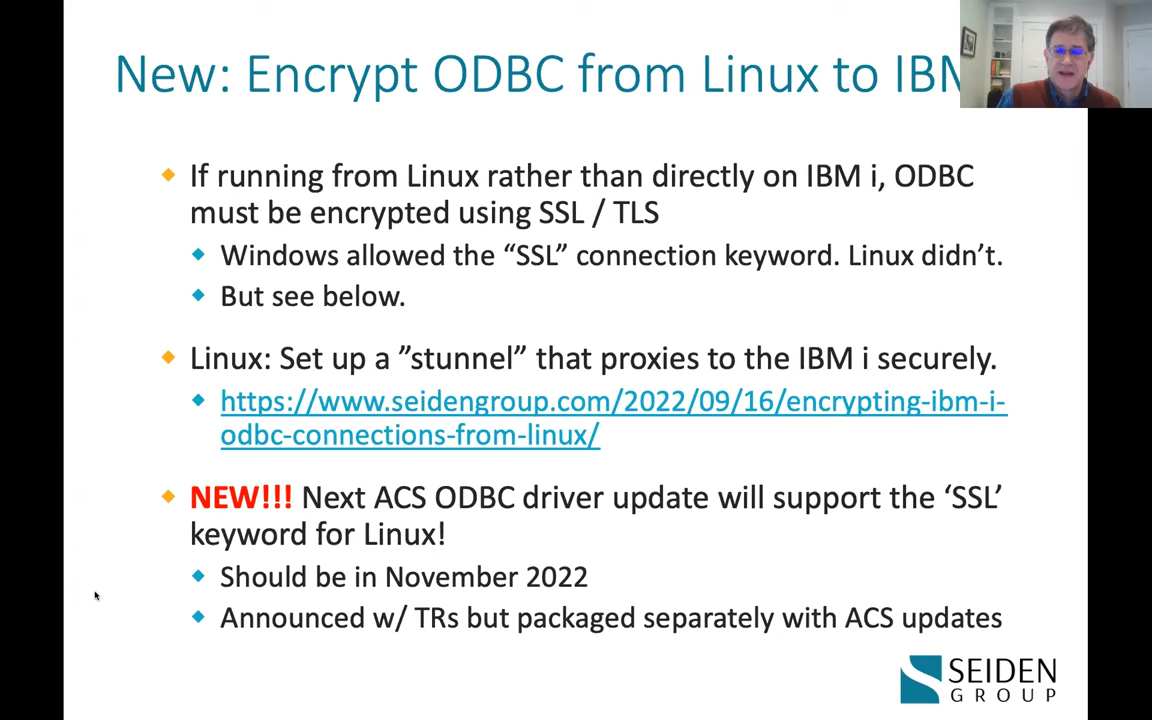 New: Encrypt ODBC from Linux to IBM
If running from Linux rather than directly on IBM i, ODBC
must be encrypted using SSL / TLS
Windows allowed the “SSL” connection keyword. Linux didn’t.
But see below.
Linux: Set up a ”stunnel” that proxies to the IBM i securely.
https://www.seidengroup.com/2022/09/16/encrypting-ibm-i-
odbc-connections-from-linux/
NEW!!! Next ACS ODBC driver update will support the ‘SSL’
keyword for Linux!
Should be in November 2022
Announced w/ TRs but packaged separately with ACS updates
SEIDEN
GROUP